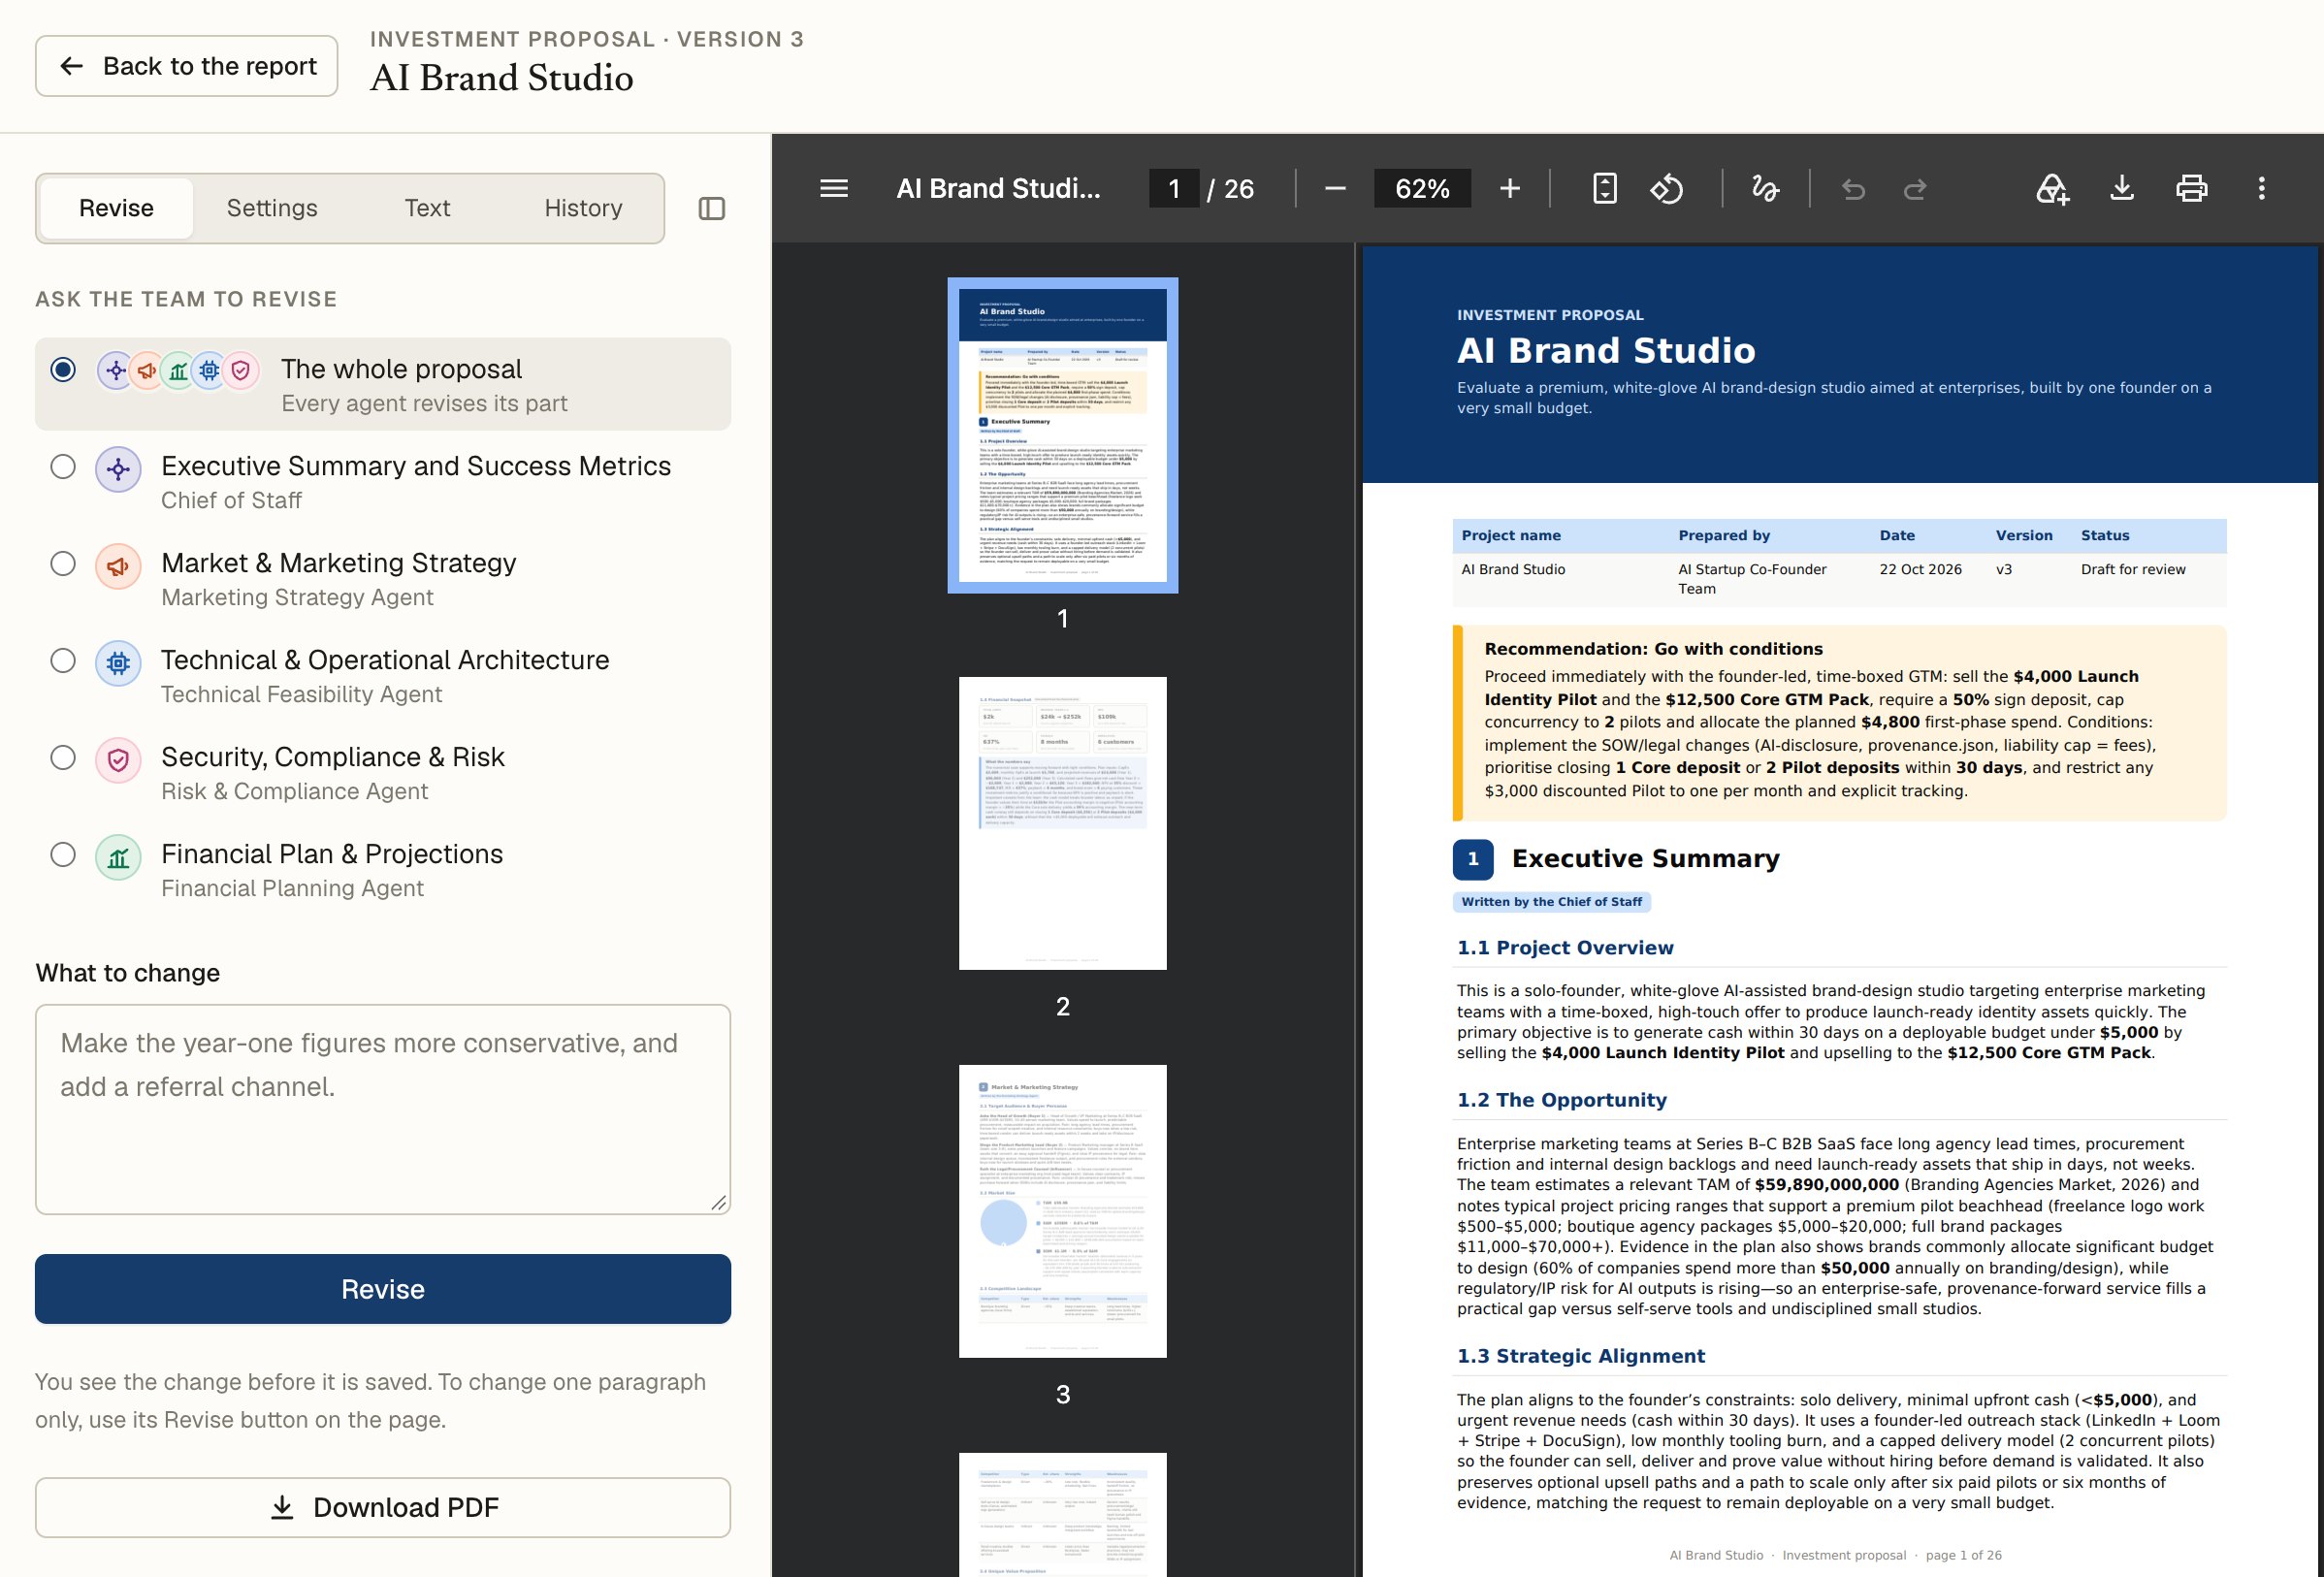 Back to the report
INVESTMENT PROPOSAL · VERSION 3
AI Brand Studio
Revise
Settings
Text
History
ASK THE TEAM TO REVISE
The whole proposal
Every agent revises its part
Executive Summary and Success Metrics
Chief of Staff
Market & Marketing Strategy
Marketing Strategy Agent
Technical & Operational Architecture
Technical Feasibility Agent
Security, Compliance & Risk
Risk & Compliance Agent
Financial Plan & Projections
Financial Planning Agent
What to change
Make the year-one figures more conservative, and
add a referral channel.
Revise
You see the change before it is saved. To change one paragraph
only, use its Revise button on the page.
Download PDF
AI Brand Studi...
1 / 26
62%
1
2
3
INVESTMENT PROPOSAL
AI Brand Studio
Evaluate a premium, white-glove AI brand-design studio aimed at enterprises, built by one founder on a
very small budget.
Project name Prepared by Date Version Status
AI Brand Studio AI Startup Co-Founder 22 Oct 2026 v3 Draft for review
Team
Recommendation: Go with conditions
Proceed immediately with the founder-led, time-boxed GTM: sell the $4,000 Launch
Identity Pilot and the $12,500 Core GTM Pack, require a 50% sign deposit, cap
concurrency to 2 pilots and allocate the planned $4,800 first-phase spend. Conditions:
implement the SOW/legal changes (AI-disclosure, provenance.json, liability cap = fees),
prioritise closing 1 Core deposit or 2 Pilot deposits within 30 days, and restrict any
$3,000 discounted Pilot to one per month and explicit tracking.
1 Executive Summary
Written by the Chief of Staff
1.1 Project Overview
This is a solo-founder, white-glove AI-assisted brand-design studio targeting enterprise marketing
teams with a time-boxed, high-touch offer to produce launch-ready identity assets quickly. The
primary objective is to generate cash within 30 days on a deployable budget under $5,000 by
selling the $4,000 Launch Identity Pilot and upselling to the $12,500 Core GTM Pack.
1.2 The Opportunity
Enterprise marketing teams at Series B–C B2B SaaS face long agency lead times, procurement
friction and internal design backlogs and need launch-ready assets that ship in days, not weeks.
The team estimates a relevant TAM of $59,890,000,000 (Branding Agencies Market, 2026) and
notes typical project pricing ranges that support a premium pilot beachhead (freelance logo work
$500–$5,000; boutique agency packages $5,000–$20,000; full brand packages
$11,000–$70,000+). Evidence in the plan also shows brands commonly allocate significant budget
to design (60% of companies spend more than $50,000 annually on branding/design), while
regulatory/IP risk for AI outputs is rising—so an enterprise-safe, provenance-forward service fills a
practical gap versus self-serve tools and undisciplined small studios.
1.3 Strategic Alignment
The plan aligns to the founder’s constraints: solo delivery, minimal upfront cash (<$5,000), and
urgent revenue needs (cash within 30 days). It uses a founder-led outreach stack (LinkedIn + Loom
+ Stripe + DocuSign), low monthly tooling burn, and a capped delivery model (2 concurrent pilots)
so the founder can sell, deliver and prove value without hiring before demand is validated. It also
preserves optional upsell paths and a path to scale only after six paid pilots or six months of
evidence, matching the request to remain deployable on a very small budget.
AI Brand Studio · Investment proposal · page 1 of 26